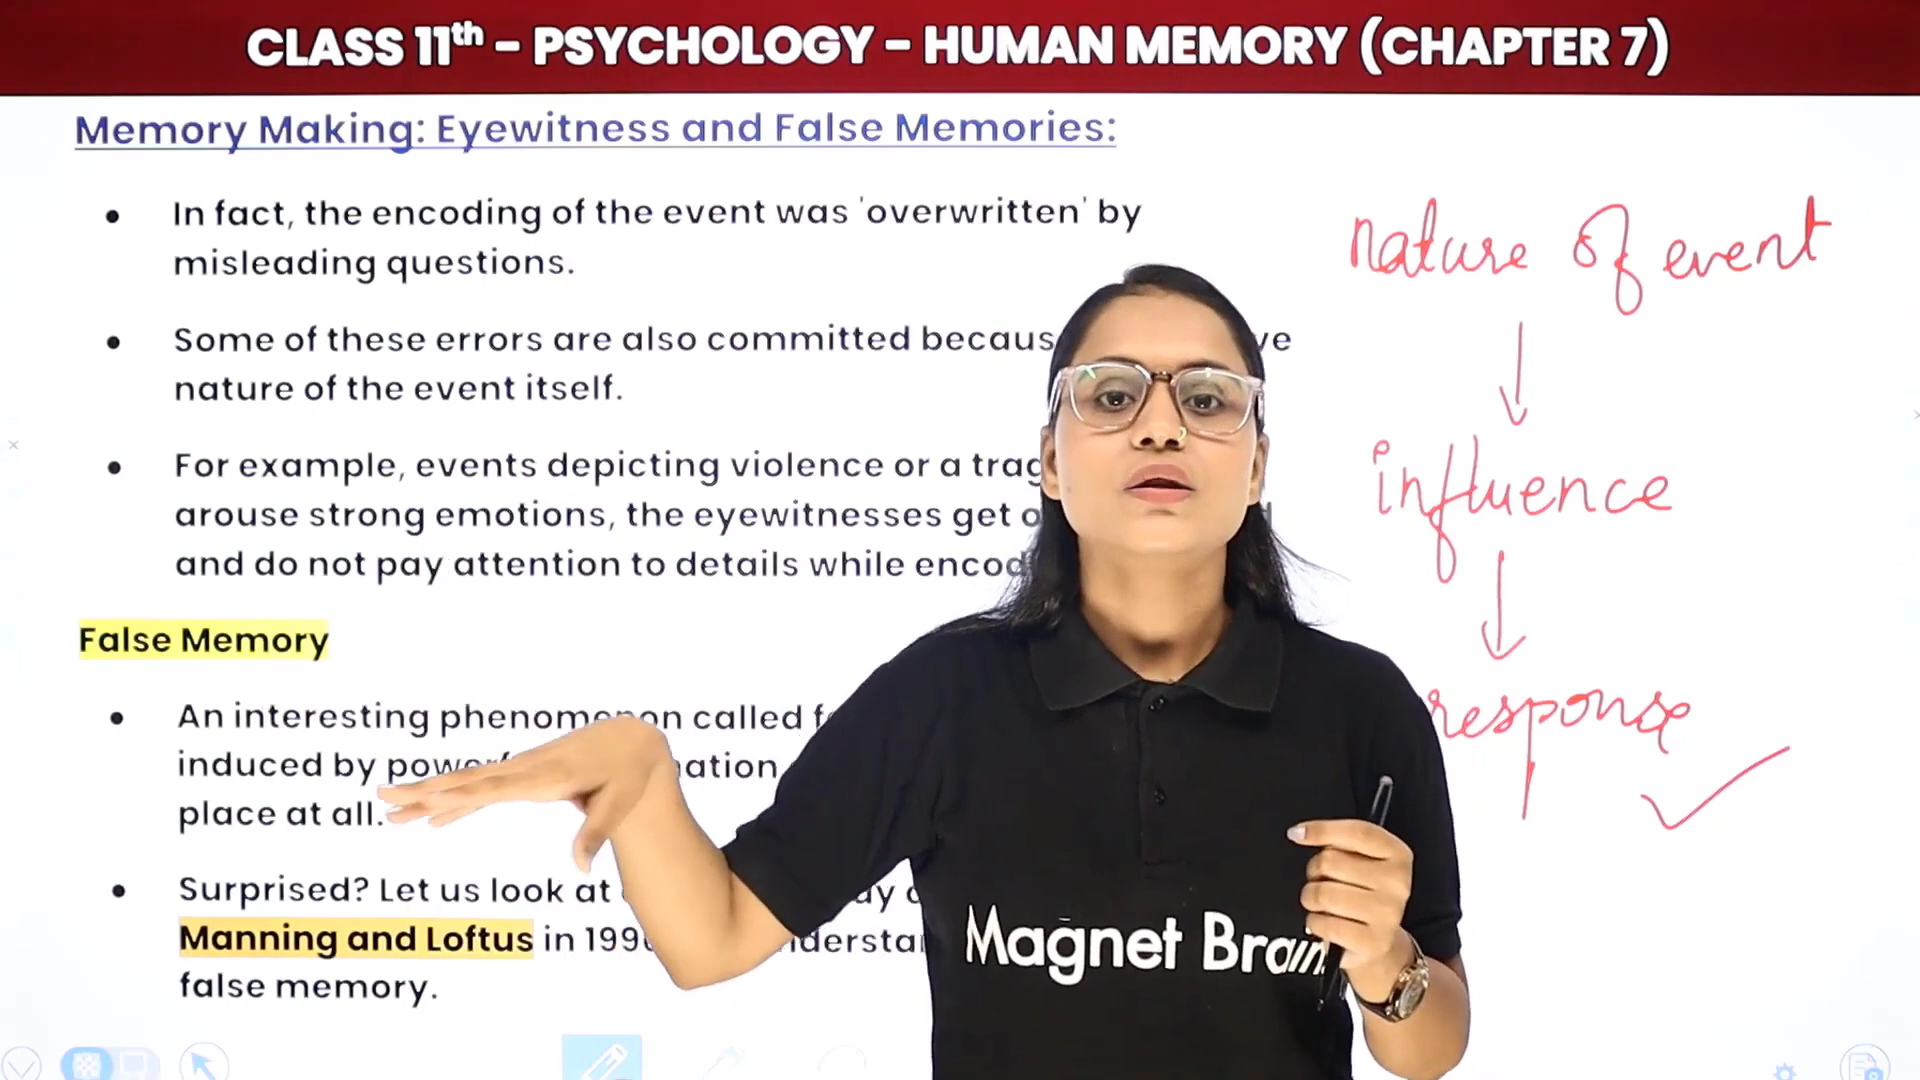 CLASS 11th - PSYCHOLOGY - HUMAN MEMORY (CHAPTER 7)
Memory Making: Eyewitness and False Memories:
• In fact, the encoding of the event was 'overwritten' by
misleading questions.
• Some of these errors are also committed
nature of the event itself.
• For example, events depicting violence or a
arouse strong emotions, the eyewitnesses get
and do not pay attention to details while
False Memory
• An interesting phenomenon called
induced by
place at all.
• Surprised? Let us look at
Manning and Loftus in
false memory.
nature of event
influence
response
Magnet Brain